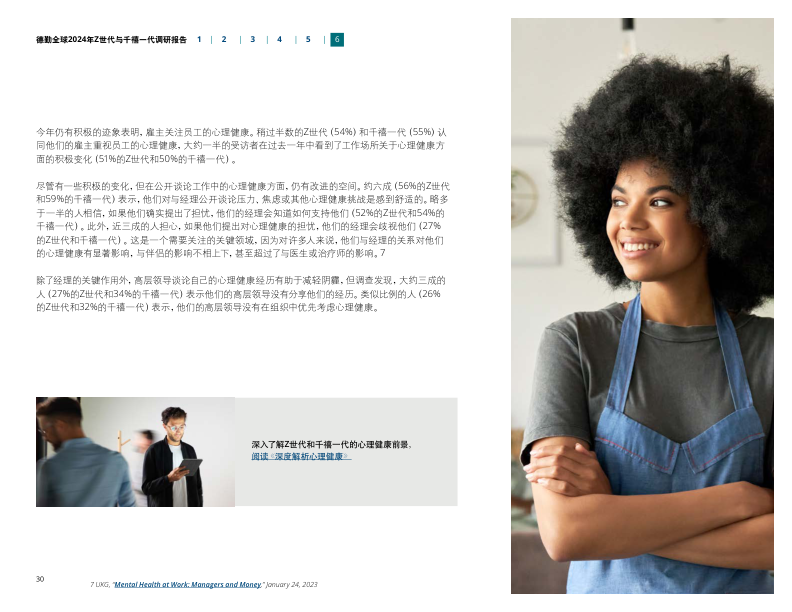 德勤全球2024年Z世代与千禧一代调研报告 1 | 2 | 3 | 4 | 5 | 6
今年仍有积极的迹象表明，雇主关注员工的心理健康。稍过半数的Z世代 (54%) 和千禧一代 (55%) 认
同他们的雇主重视员工的心理健康，大约一半的受访者在过去一年中看到了工作场所关于心理健康方
面的积极变化 (51%的Z世代和50%的千禧一代) 。
尽管有一些积极的变化，但在公开谈论工作中的心理健康方面，仍有改进的空间。约六成 (56%的Z世代
和59%的千禧一代) 表示，他们对与经理公开谈论压力、焦虑或其他心理健康挑战是感到舒适的。略多
于一半的人相信，如果他们确实提出了担忧，他们的经理会知道如何支持他们 (52%的Z世代和54%的
千禧一代) 。此外，近三成的人担心，如果他们提出对心理健康的担忧，他们的经理会歧视他们 (27%
的Z世代和千禧一代) 。这是一个需要关注的关键领域，因为对许多人来说，他们与经理的关系对他们
的心理健康有显著影响，与伴侣的影响不相上下，甚至超过了与医生或治疗师的影响。7
除了经理的关键作用外，高层领导谈论自己的心理健康经历有助于减轻阴霾，但调查发现，大约三成的
人 (27%的Z世代和34%的千禧一代) 表示他们的高层领导没有分享他们的经历。类似比例的人 (26%
的Z世代和32%的千禧一代) 表示，他们的高层领导没有在组织中优先考虑心理健康。
深入了解Z世代和千禧一代的心理健康前景，
阅读《深度解析心理健康》
30
7 UKG, "Mental Health at Work: Managers and Money," January 24, 2023